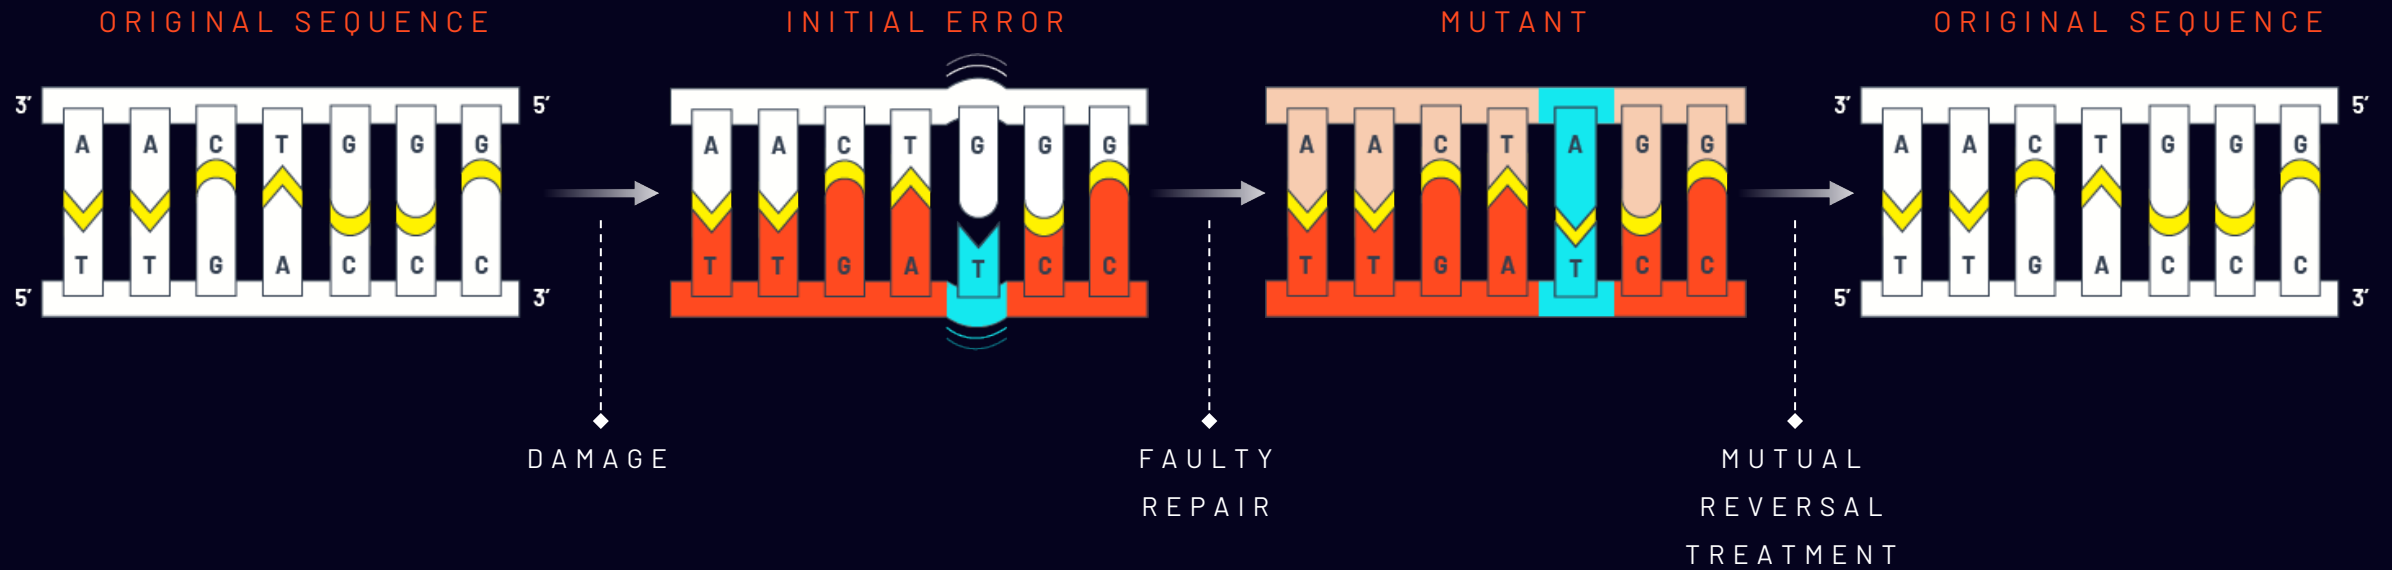 ORIGINAL SEQUENCE
INITIAL ERROR
MUTANT
ORIGINAL SEQUENCE
3′ A A C T G G G 5′
5′ T T G A C C C 3′
A A C T G G G
T T G A T C C
A A C T A G G
T T G A T C C
3′ A A C T G G G 5′
5′ T T G A C C C 3′
DAMAGE
FAULTY
REPAIR
MUTUAL
REVERSAL
TREATMENT